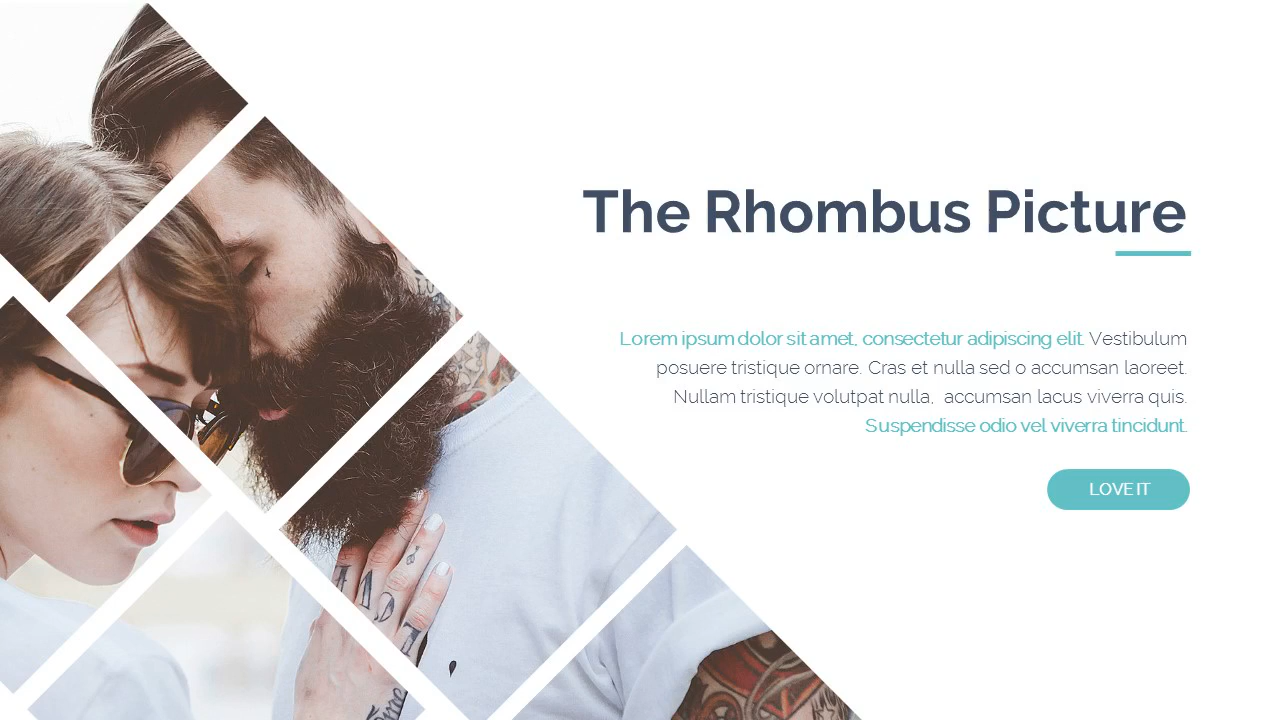 The Rhombus Picture
Lorem ipsum dolor sit amet, consectetur adipiscing elit. Vestibulum
posuere tristique ornare. Cras et nulla sed o accumsan laoreet.
Nullam tristique volutpat nulla, accumsan lacus viverra quis.
Suspendisse odio vel viverra tincidunt.
LOVE IT